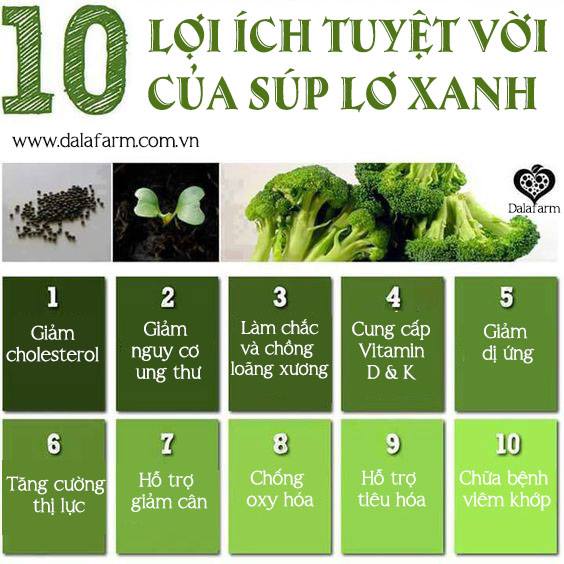 10 LỢI ÍCH TUYỆT VỜI
CỦA SÚP LƠ XANH
www.dalafarm.com.vn
Dalafarm
1
Giảm
cholesterol
2
Giảm
nguy cơ
ung thư
3
Làm chắc
và chồng
loãng xương
4
Cung cấp
Vitamin
D & K
5
Giảm
dị ứng
6
Tăng cường
thị lực
7
Hỗ trợ
giảm cân
8
Chống
oxy hóa
9
Hỗ trợ
tiêu hóa
10
Chữa bệnh
viêm khớp